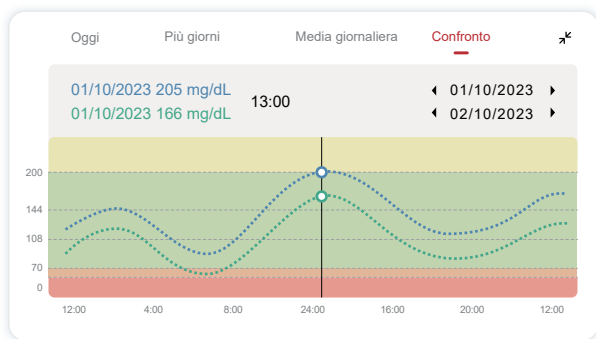 Oggi Più giorni Media giornaliera Confronto
01/10/2023 205 mg/dL 13:00 01/10/2023
01/10/2023 166 mg/dL 02/10/2023
200
144
108
70
0
12:00 4:00 8:00 24:00 16:00 20:00 12:00